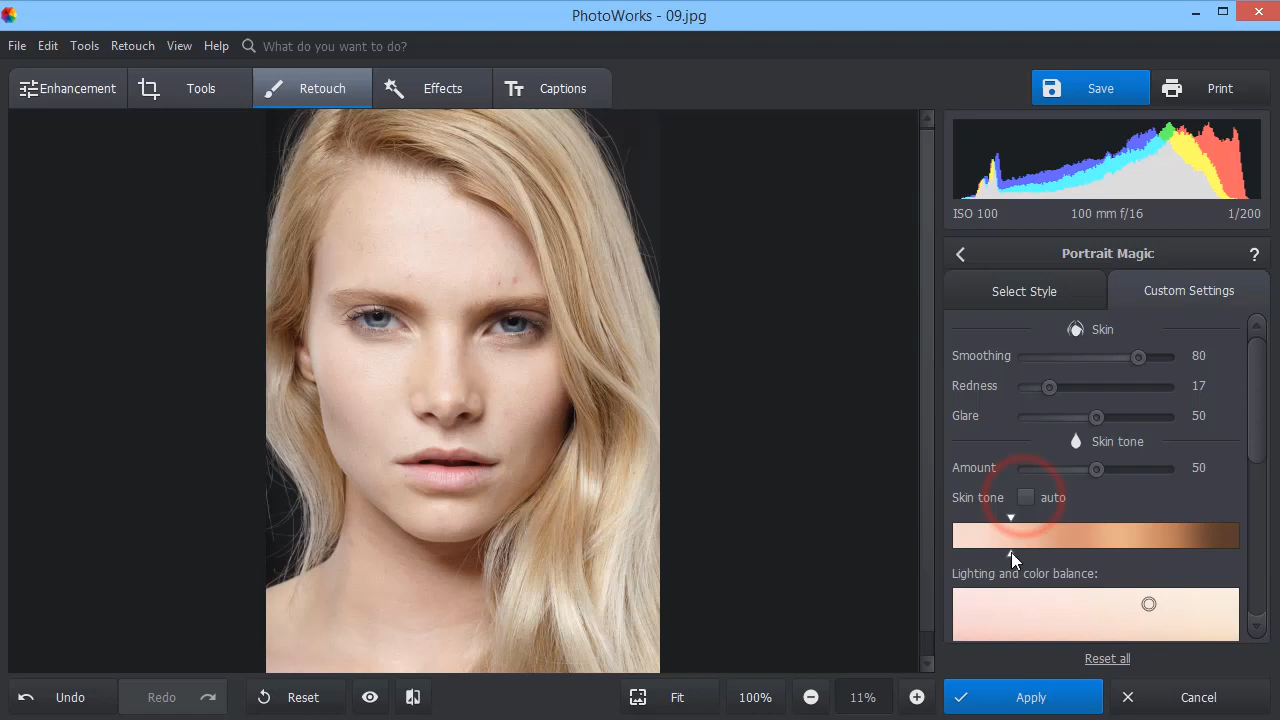 PhotoWorks - 09.jpg
File Edit Tools Retouch View Help What do you want to do?
Enhancement Tools Retouch Effects Captions Save Print
ISO 100 100 mm f/16 1/200
Portrait Magic ?
Select Style Custom Settings
Skin
Smoothing 80
Redness 17
Glare 50
Skin tone
Amount 50
Skin tone auto
Lighting and color balance:
Reset all
Undo Redo Reset Fit 100% 11% Apply Cancel